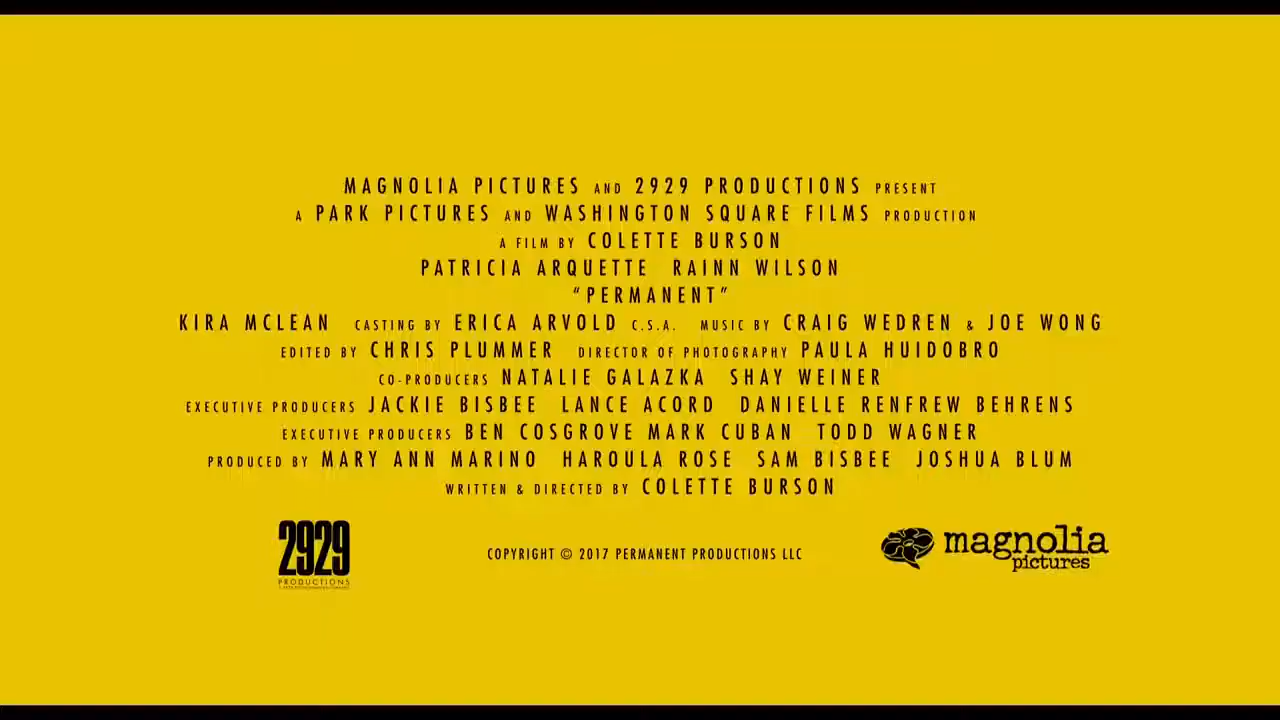 MAGNOLIA PICTURES AND 2929 PRODUCTIONS PRESENT
A PARK PICTURES AND WASHINGTON SQUARE FILMS PRODUCTION
A FILM BY COLETTE BURSON
PATRICIA ARQUETTE RAINN WILSON
“PERMANENT”
KIRA MCLEAN CASTING BY ERICA ARVOLD C.S.A. MUSIC BY CRAIG WEDREN & JOE WONG
EDITED BY CHRIS PLUMMER DIRECTOR OF PHOTOGRAPHY PAULA HUIDOBRO
CO-PRODUCERS NATALIE GALAZKA SHAY WEINER
EXECUTIVE PRODUCERS JACKIE BISBEE LANCE ACORD DANIELLE RENFREW BEHRENS
EXECUTIVE PRODUCERS BEN COSGROVE MARK CUBAN TODD WAGNER
PRODUCED BY MARY ANN MARINO HAROULA ROSE SAM BISBEE JOSHUA BLUM
WRITTEN & DIRECTED BY COLETTE BURSON
2929
PRODUCTIONS
COPYRIGHT © 2017 PERMANENT PRODUCTIONS LLC
magnolia
pictures